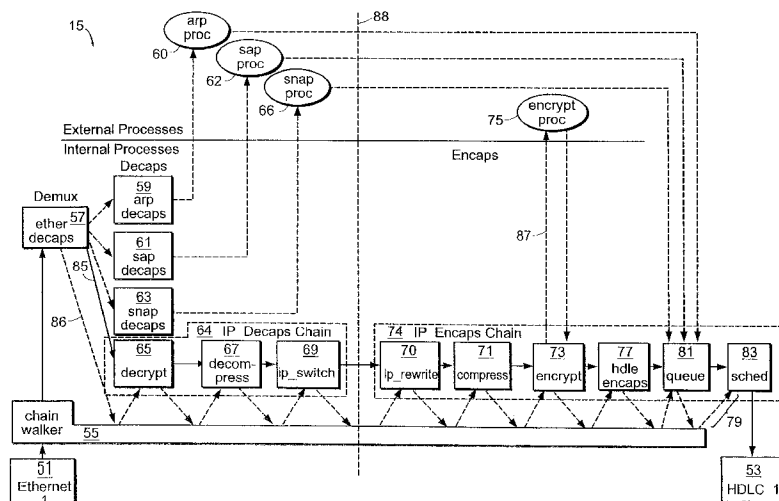 15
88
arp
proc
60
sap
proc
62
snap
proc
66
encrypt
proc
75
External Processes
Internal Processes
Encaps
Decaps
Demux
59
arp
decaps
57
ether
decaps
61
sap
decaps
85
86
87
63
snap
decaps
64 IP Decaps Chain
65
decrypt
67
decom-
press
69
ip_switch
74 IP Encaps Chain
70
ip_rewrite
71
compress
73
encrypt
77
hdle
encaps
81
queue
83
sched
chain
walker
55
79
51
Ethernet
1
53
HDLC 1